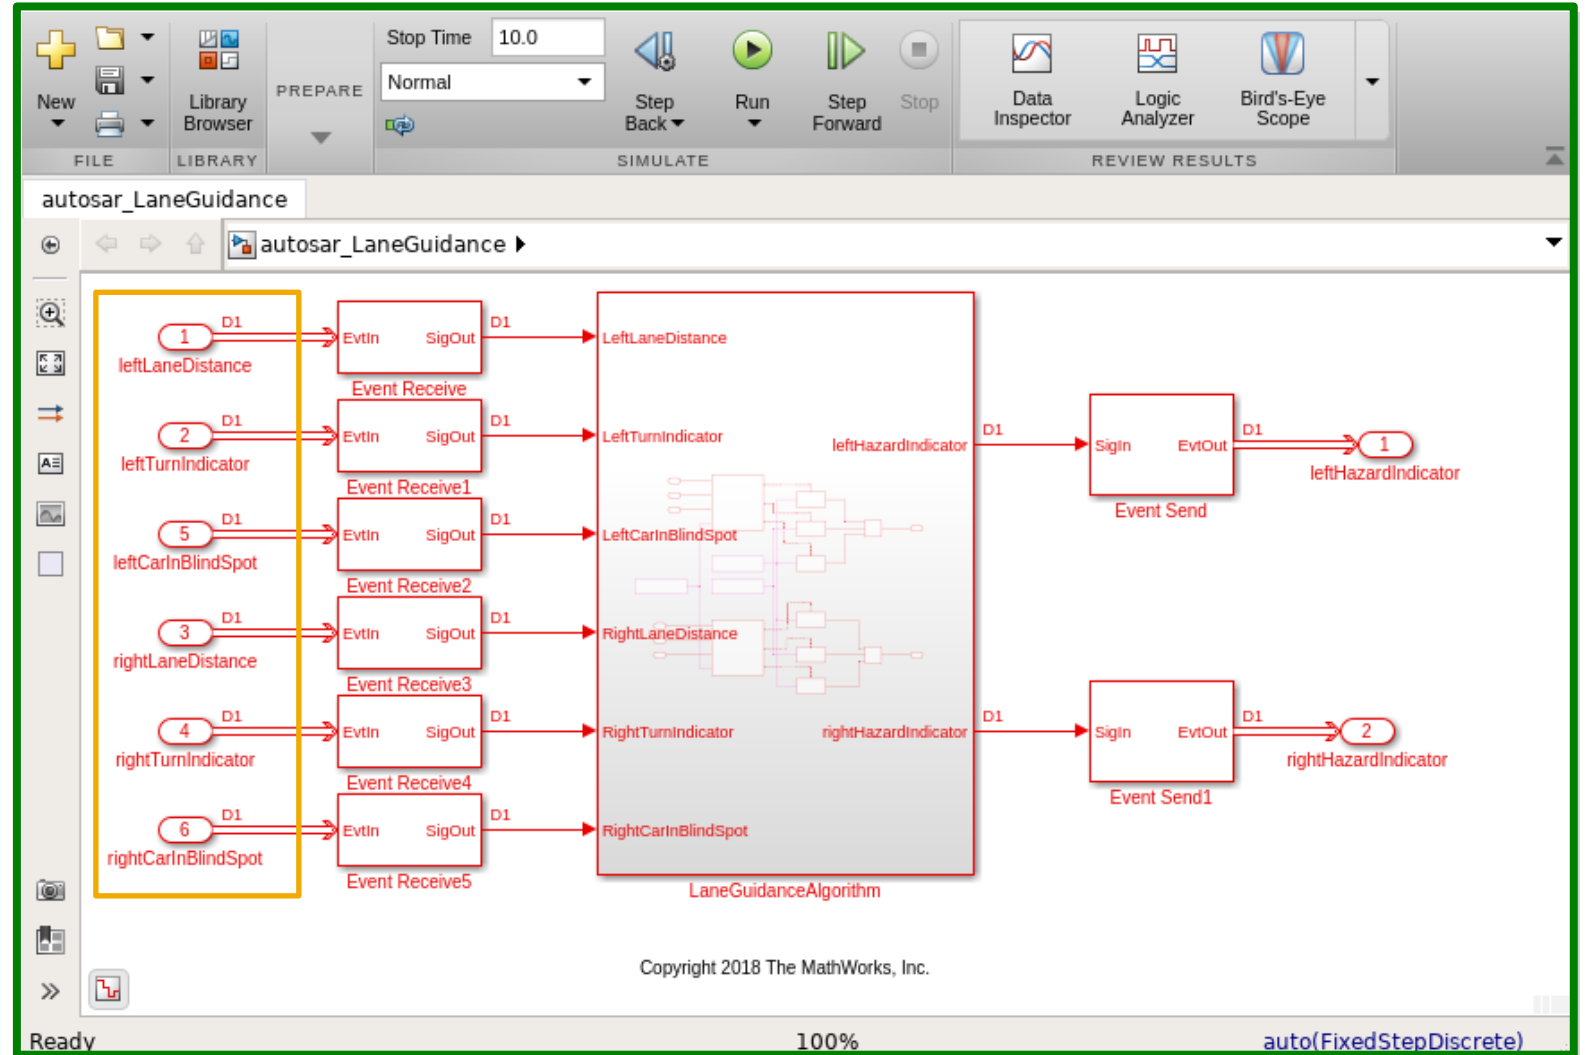 Stop Time 10.0
Normal
PREPARE
New
Library
Browser
Step
Back
Run
Step
Forward
Stop
Data
Inspector
Logic
Analyzer
Bird's-Eye
Scope
FILE LIBRARY SIMULATE REVIEW RESULTS
autosar_LaneGuidance
autosar_LaneGuidance
1 D1
leftLaneDistance
EvtIn SigOut D1
Event Receive
LeftLaneDistance
2 D1
leftTurnIndicator
EvtIn SigOut D1
Event Receive1
LeftTurnIndicator
5 D1
leftCarInBlindSpot
EvtIn SigOut D1
Event Receive2
LeftCarInBlindSpot
3 D1
rightLaneDistance
EvtIn SigOut D1
Event Receive3
RightLaneDistance
4 D1
rightTurnIndicator
EvtIn SigOut D1
Event Receive4
RightTurnIndicator
6 D1
rightCarInBlindSpot
EvtIn SigOut D1
Event Receive5
RightCarInBlindSpot
LaneGuidanceAlgorithm
leftHazardIndicator D1
SigIn EvtOut D1
Event Send
1
leftHazardIndicator
rightHazardIndicator D1
SigIn EvtOut D1
Event Send1
2
rightHazardIndicator
Copyright 2018 The MathWorks, Inc.
Ready 100% auto(FixedStepDiscrete)